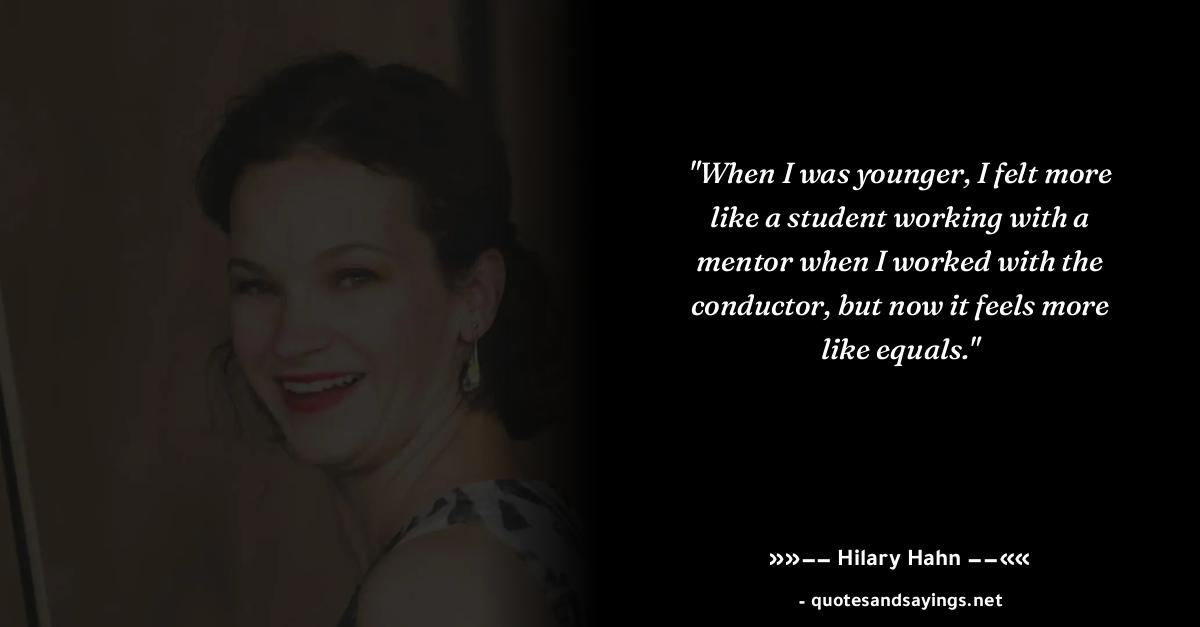 "When I was younger, I felt more
like a student working with a
mentor when I worked with the
conductor, but now it feels more
like equals."
»»−− Hilary Hahn −−««
- quotesandsayings.net